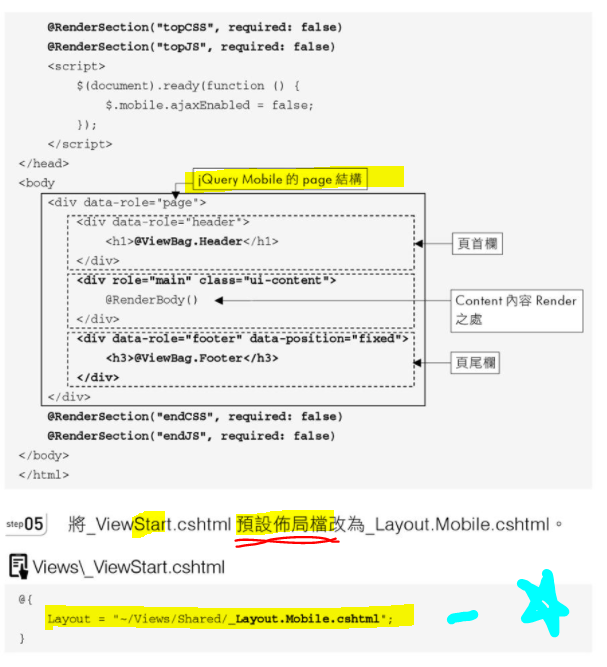 @RenderSection("topCSS", required: false)
@RenderSection("topJS", required: false)
<script>
$(document).ready(function () {
$.mobile.ajaxEnabled = false;
});
</script>
</head>
<body
jQuery Mobile 的 page 結構
<div data-role="page">
<div data-role="header">
<h1>@ViewBag.Header</h1>
</div>
頁首欄
<div role="main" class="ui-content">
@RenderBody()
</div>
Content 內容 Render
之處
<div data-role="footer" data-position="fixed">
<h3>@ViewBag.Footer</h3>
</div>
頁尾欄
</div>
@RenderSection("endCSS", required: false)
@RenderSection("endJS", required: false)
</body>
</html>
step05 將_ViewStart.cshtml 預設佈局檔改為_Layout.Mobile.cshtml。
Views\_ViewStart.cshtml
@{
Layout = "~/Views/Shared/_Layout.Mobile.cshtml";
}